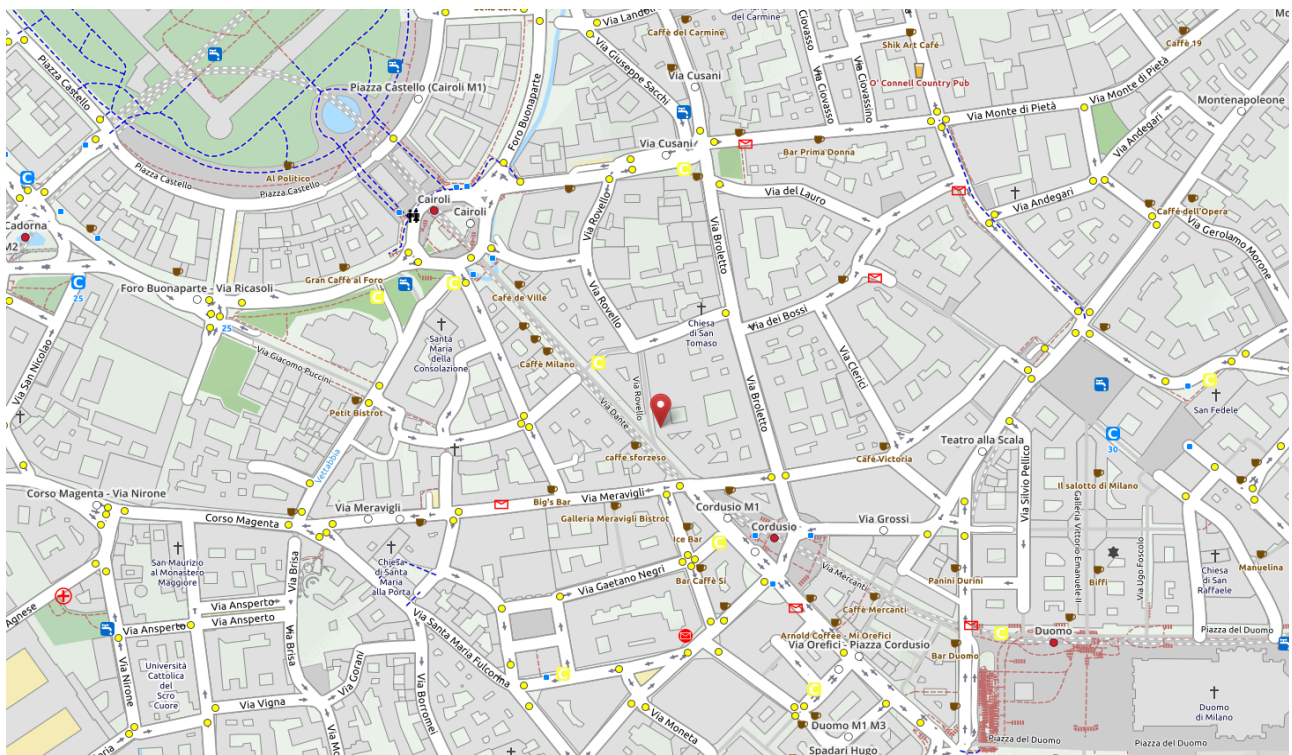 Bella Caffè
Via Landolfo
Caffè del Carmine
del Carmine
Via Ciovasso
Via Giuseppe Sacchi
Via Cusani
Shik Art Café
O' Connell Country Pub
Caffè 19
Via Monte di Pietà
Via Monte di Pietà
Via Monte di Pietà
Montenapoleone
Piazza Castello
Piazza Castello (Cairoli M1)
Foro Buonaparte
Via Ciovasso
Via Ciovassino
Bar Prima Donna
Via Cusani
Via Andegari
Al Politico
Piazza Castello
Piazza Castello
Via del Lauro
Via Andegari
Caffé dell'Opera
Via Gerolamo Morone
Cadorna
M2
Cairoli
Cairoli
Via Rovello
Via Broletto
Foro Buonaparte - Via Ricasoli
Gran Caffè al Foro
Café de Ville
Via Rovello
25
25
Via San Nicolao
Via Giacomo Puccini
Santa
Maria
della
Consolazione
Chiesa
di San
Tomaso
Via dei Bossi
Via Clerici
Caffè Milano
Via Rovello
Via Dante
Via Broletto
Petit Bistrot
San Fedele
Teatro alla Scala
30
Vettabbia
caffe sforzeso
Café Victoria
Via Silvio Pellico
Il salotto di Milano
Galleria Vittorio Emanuele II
Via Ugo Foscolo
Corso Magenta - Via Nirone
Corso Magenta
Via Meravigli
Big's Bar
Via Meravigli
Galleria Meravigli Bistrot
Cordusio M1
Cordusio
Via Grossi
Ice Bar
San Maurizio
al Monastero
Maggiore
Via Brisa
Chiesa
di Santa
Maria
alla Porta
Via Gaetano Negri
Bar Caffè Si
Via Mercanti
Panini Durini
Biffi
Chiesa
di San
Raffaele
Manuelina
Agnese
Via Ansperto
Via Ansperto
Via Ansperto
Via Brisa
Via Santa Maria Fulcorina
Caffè Mercanti
Arnold Coffee - Mi Orefici
Via Orefici - Piazza Cordusio
Duomo
Piazza del Duomo
Bar Duomo
Via Nirone
Università
Cattolica
del
Scro
Cuore
Via Gorani
Via Borromei
Via Vigna
Via Moneta
Duomo M1 M3
Spadari Hugo
Duomo
di Milano
Piazza del Duomo
Piazza del Duomo